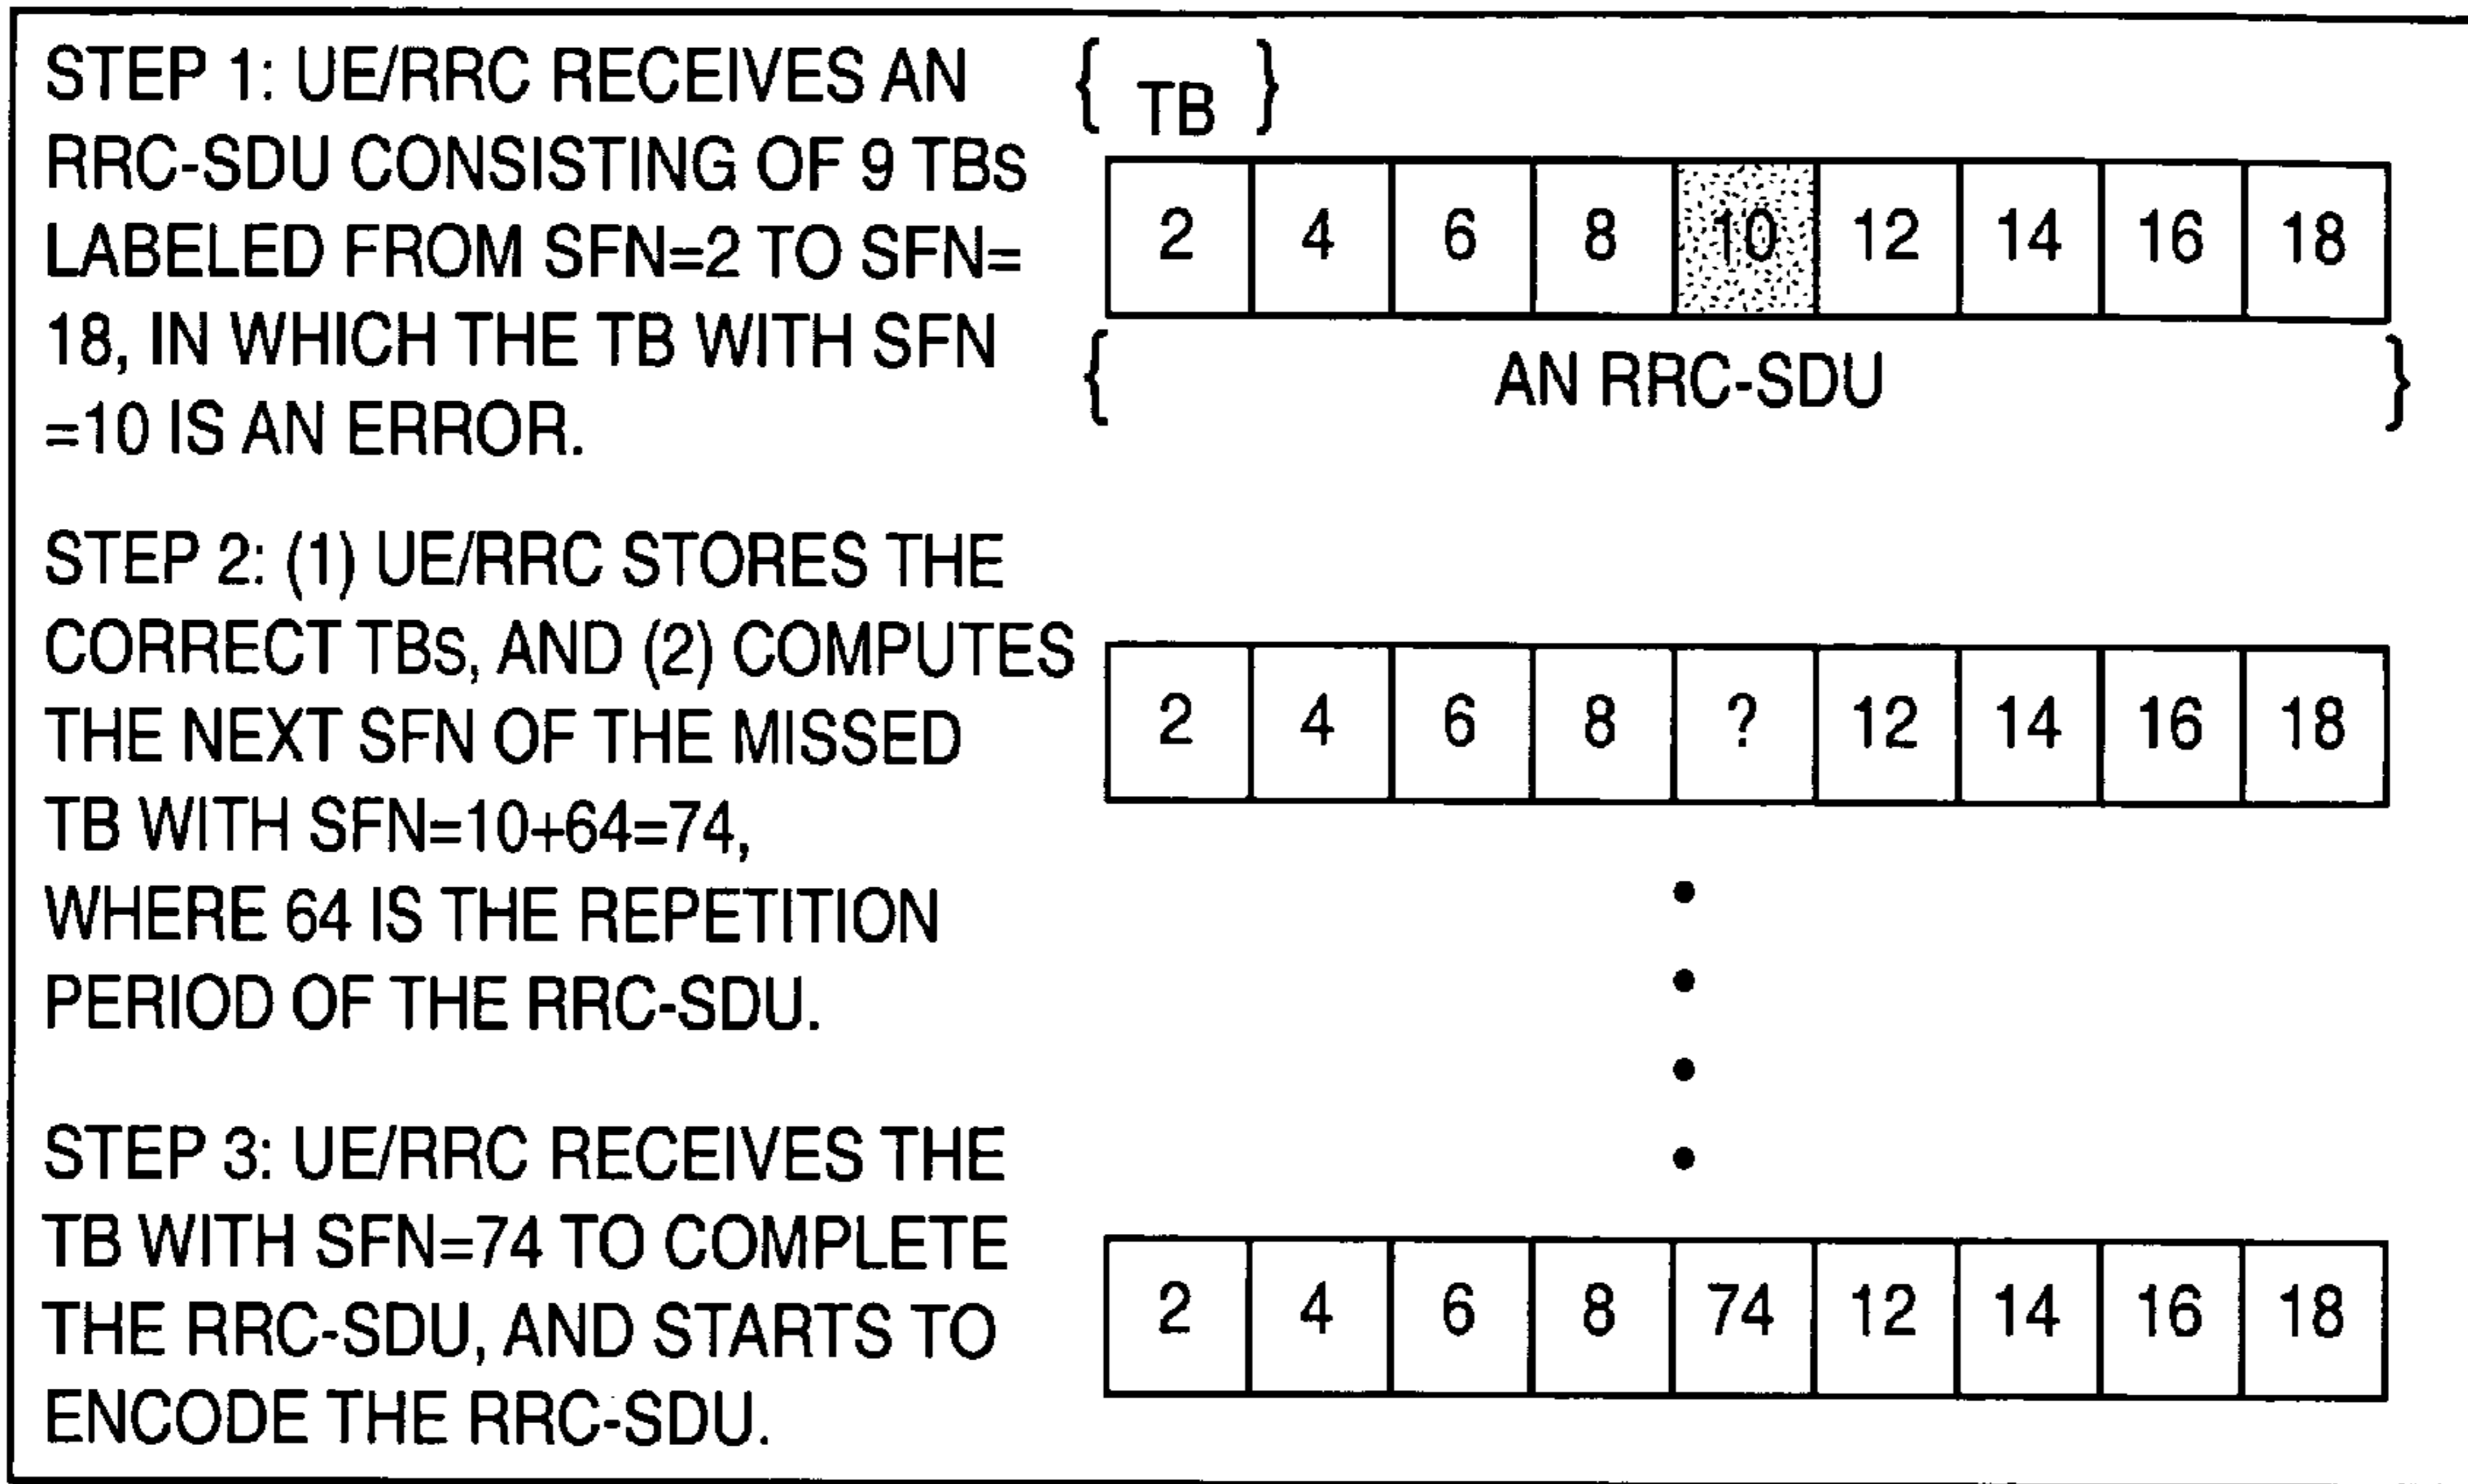 STEP 1: UE/RRC RECEIVES AN
RRC-SDU CONSISTING OF 9 TBS
LABELED FROM SFN=2 TO SFN=
18, IN WHICH THE TB WITH SFN
=10 IS AN ERROR.
{ TB }
2 4 6 8 10 12 14 16 18
{ AN RRC-SDU }
STEP 2: (1) UE/RRC STORES THE
CORRECT TBs, AND (2) COMPUTES
THE NEXT SFN OF THE MISSED
TB WITH SFN=10+64=74,
WHERE 64 IS THE REPETITION
PERIOD OF THE RRC-SDU.
2 4 6 8 ? 12 14 16 18
STEP 3: UE/RRC RECEIVES THE
TB WITH SFN=74 TO COMPLETE
THE RRC-SDU, AND STARTS TO
ENCODE THE RRC-SDU.
2 4 6 8 74 12 14 16 18